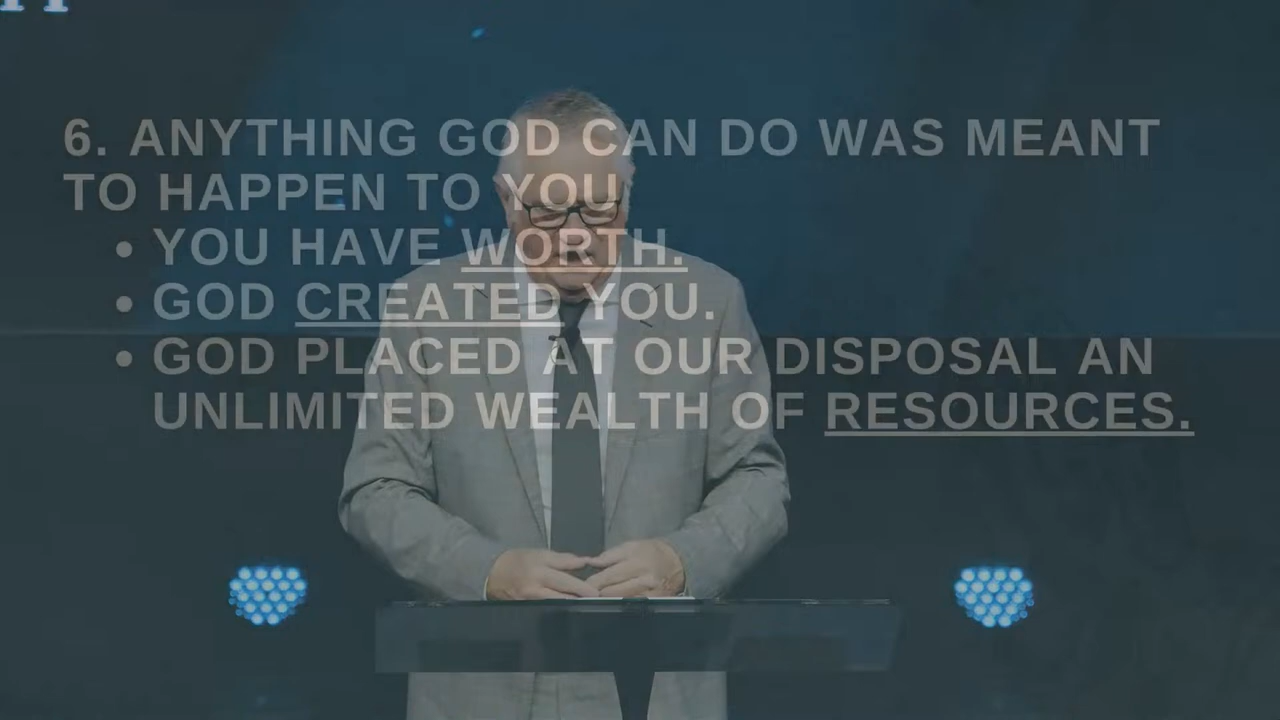 6. ANYTHING GOD CAN DO WAS MEANT
TO HAPPEN TO YOU
• YOU HAVE WORTH.
• GOD CREATED YOU.
• GOD PLACED AT OUR DISPOSAL AN
UNLIMITED WEALTH OF RESOURCES.